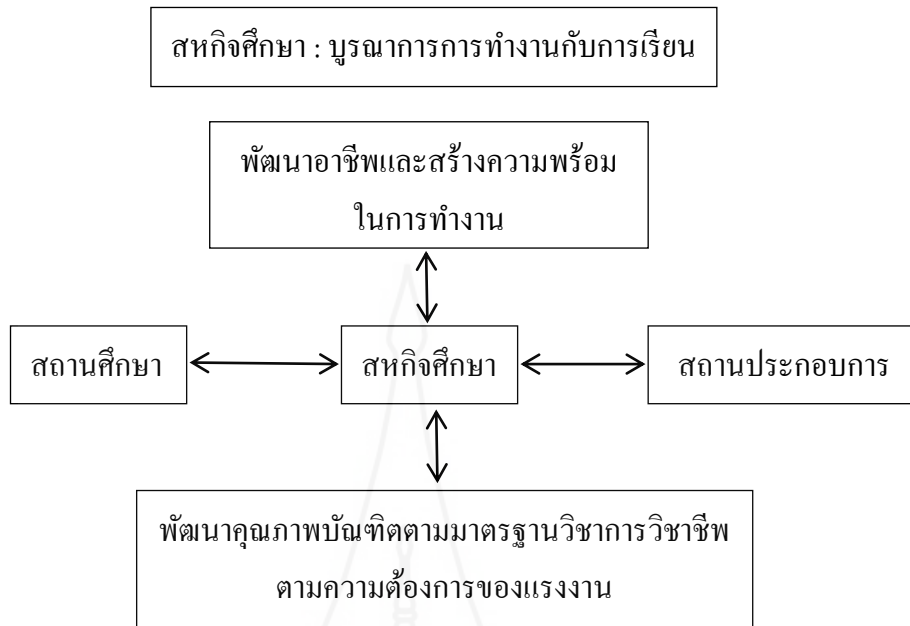 สหกิจศึกษา : บูรณาการการทำงานกับการเรียน
พัฒนาอาชีพและสร้างความพร้อม
ในการทำงาน
สถานศึกษา
สหกิจศึกษา
สถานประกอบการ
พัฒนาคุณภาพบัณฑิตตามมาตรฐานวิชาการวิชาชีพ
ตามความต้องการของแรงงาน